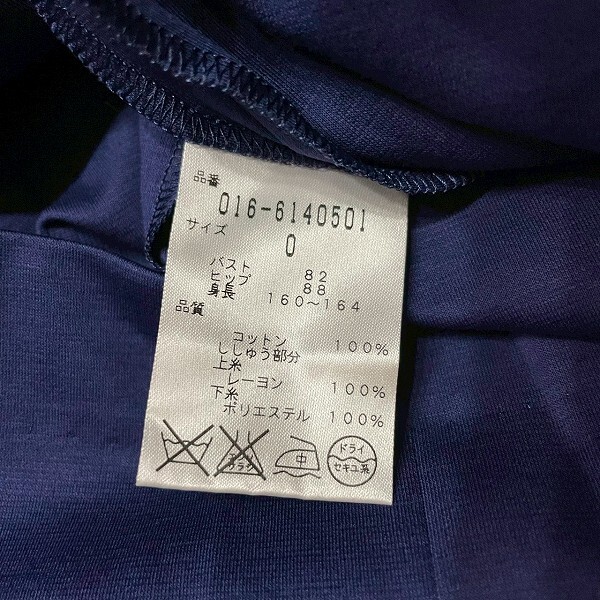 品番
016-6140501
サイズ
0
バスト 82
ヒップ 88
身長 160～164
品質
コットン 100%
ししゅう部分
上糸
レーヨン 100%
下糸
ポリエステル 100%
中
ドライ
セキユ系